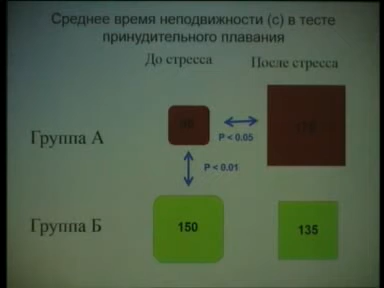 Среднее время неподвижности (с) в тесте
принудительного плавания
До стресса
После стресса
Группа А
P < 0.05
P < 0.01
Группа Б
150
135